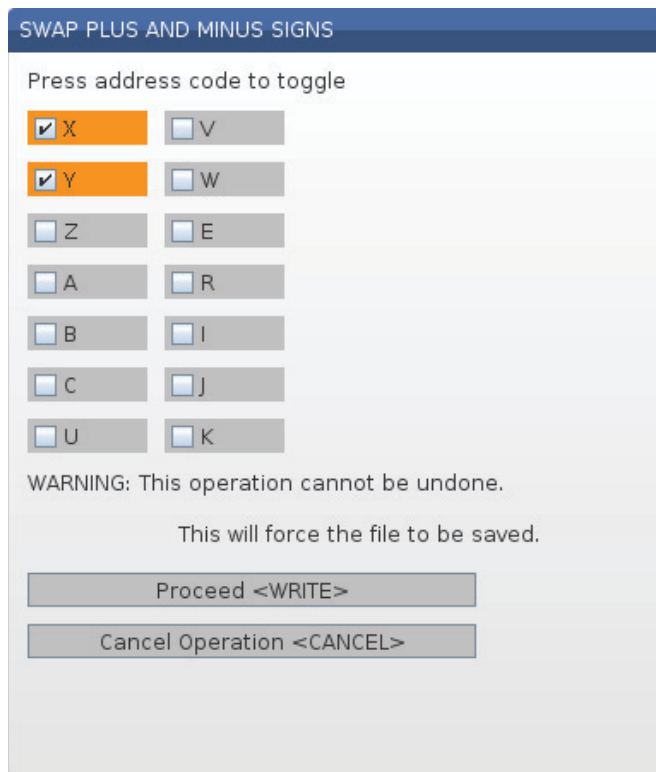 SWAP PLUS AND MINUS SIGNS
Press address code to toggle
X V
Y W
Z E
A R
B I
C J
U K
WARNING: This operation cannot be undone.
This will force the file to be saved.
Proceed <WRITE>
Cancel Operation <CANCEL>